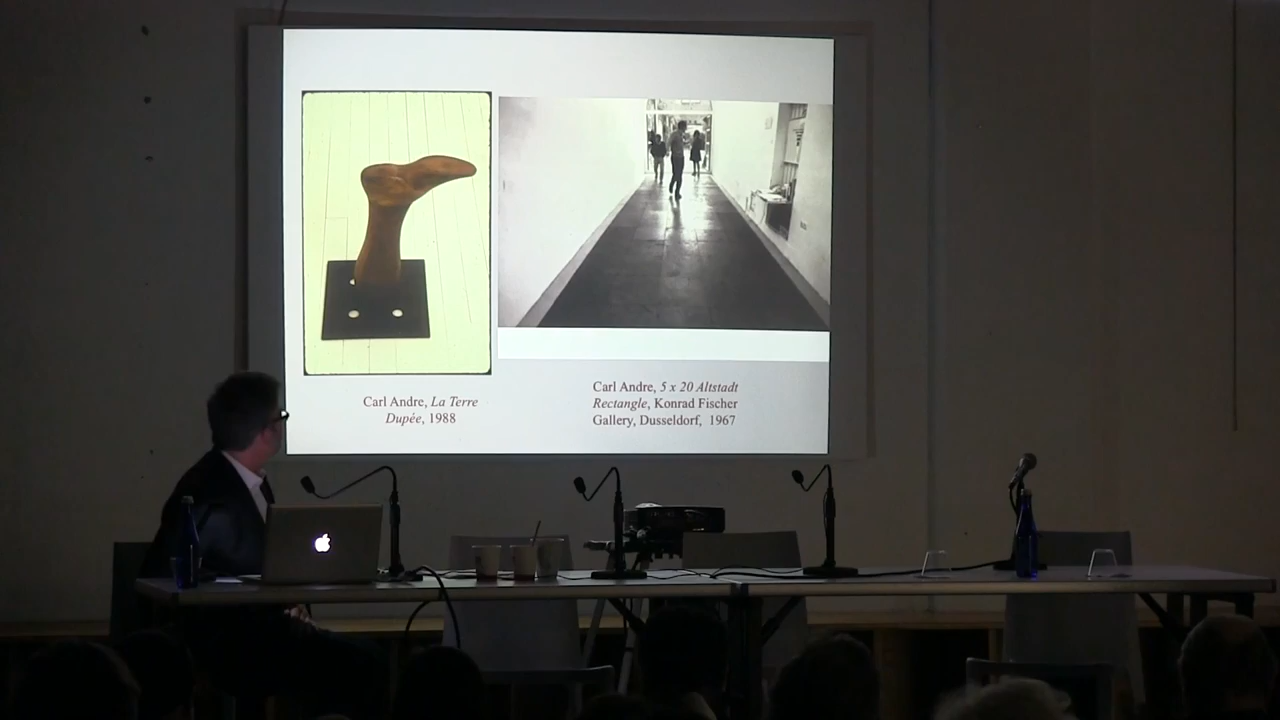 Carl Andre, La Terre
Dupée, 1988
Carl Andre, 5 x 20 Altstadt
Rectangle, Konrad Fischer
Gallery, Dusseldorf, 1967